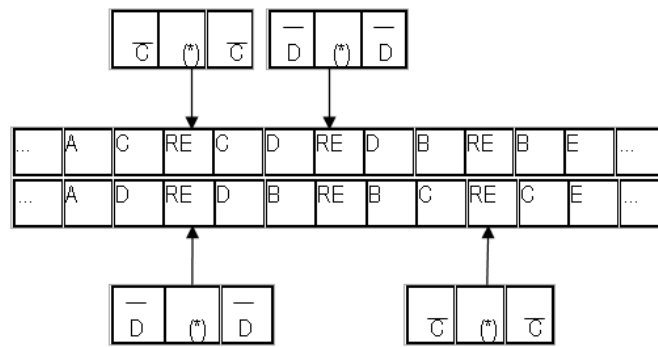 C̅ (*) C̅ D̅ (*) D̅
... A C RE C D RE D B RE B E ...
... A D RE D B RE B C RE C E ...
D̅ (*) D̅ C̅ (*) C̅